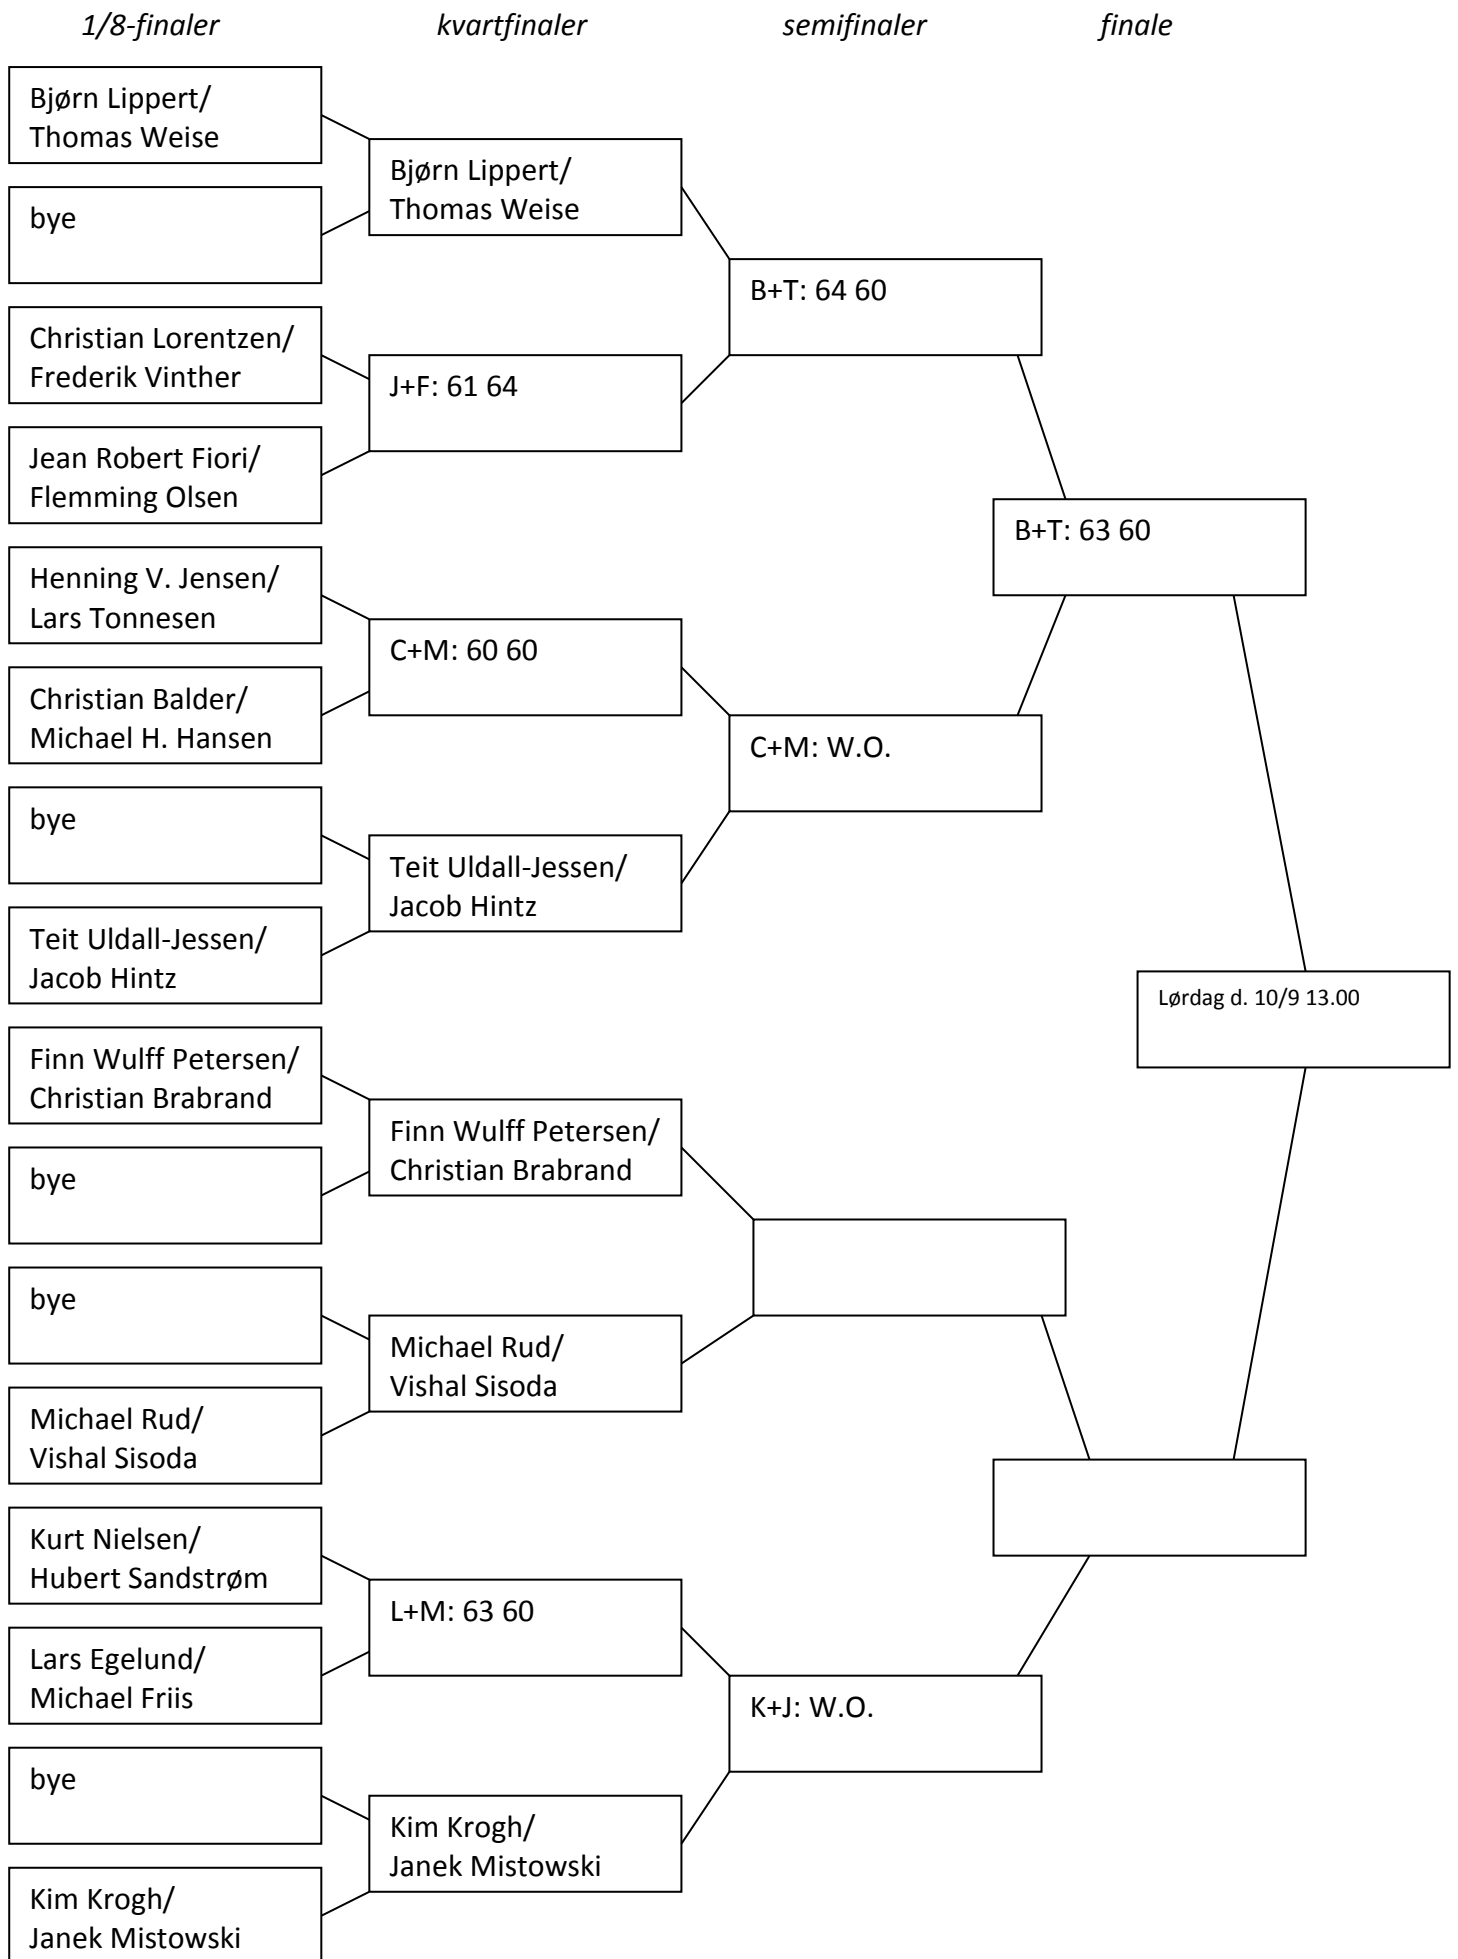 1/8-finaler
kvartfinaler
semifinaler
finale
Bjørn Lippert/
Thomas Weise
bye
Christian Lorentzen/
Frederik Vinther
Jean Robert Fiori/
Flemming Olsen
Henning V. Jensen/
Lars Tonnesen
Christian Balder/
Michael H. Hansen
bye
Teit Uldall-Jessen/
Jacob Hintz
Finn Wulff Petersen/
Christian Brabrand
bye
bye
Michael Rud/
Vishal Sisoda
Kurt Nielsen/
Hubert Sandstrøm
Lars Egelund/
Michael Friis
bye
Kim Krogh/
Janek Mistowski
Bjørn Lippert/
Thomas Weise
J+F: 61 64
C+M: 60 60
Teit Uldall-Jessen/
Jacob Hintz
Finn Wulff Petersen/
Christian Brabrand
Michael Rud/
Vishal Sisoda
L+M: 63 60
Kim Krogh/
Janek Mistowski
B+T: 64 60
C+M: W.O.
K+J: W.O.
B+T: 63 60
Lørdag d. 10/9 13.00